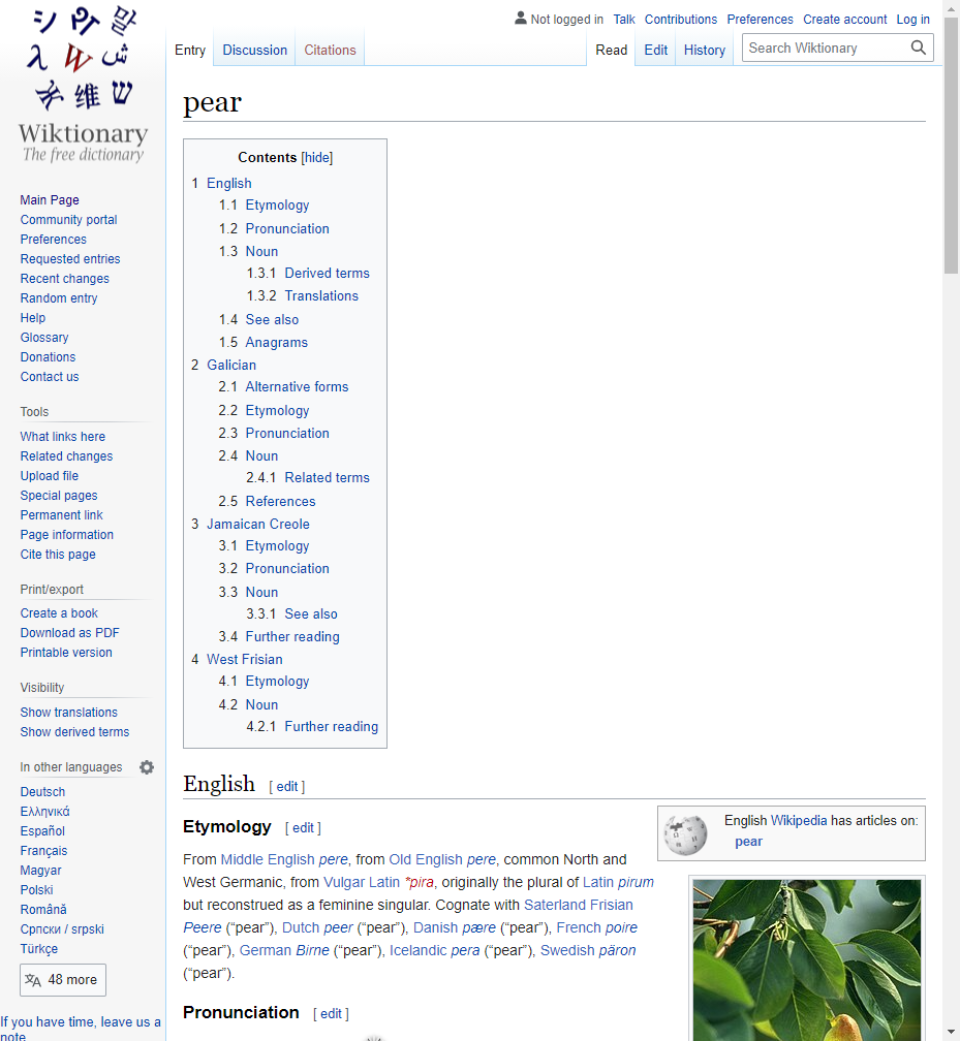 Not logged in Talk Contributions Preferences Create account Log in
Entry Discussion Citations Read Edit History Search Wiktionary
Wiktionary
The free dictionary
Main Page
Community portal
Preferences
Requested entries
Recent changes
Random entry
Help
Glossary
Donations
Contact us
Tools
What links here
Related changes
Upload file
Special pages
Permanent link
Page information
Cite this page
Print/export
Create a book
Download as PDF
Printable version
Visibility
Show translations
Show derived terms
In other languages
Deutsch
Ελληνικά
Español
Français
Magyar
Polski
Română
Српски / srpski
Türkçe
48 more
If you have time, leave us a
note
pear
Contents [hide]
1 English
1.1 Etymology
1.2 Pronunciation
1.3 Noun
1.3.1 Derived terms
1.3.2 Translations
1.4 See also
1.5 Anagrams
2 Galician
2.1 Alternative forms
2.2 Etymology
2.3 Pronunciation
2.4 Noun
2.4.1 Related terms
2.5 References
3 Jamaican Creole
3.1 Etymology
3.2 Pronunciation
3.3 Noun
3.3.1 See also
3.4 Further reading
4 West Frisian
4.1 Etymology
4.2 Noun
4.2.1 Further reading
English [ edit ]
English Wikipedia has articles on:
pear
Etymology [ edit ]
From Middle English pere, from Old English pere, common North and
West Germanic, from Vulgar Latin *pira, originally the plural of Latin pirum
but reconstrued as a feminine singular. Cognate with Saterland Frisian
Peere (“pear”), Dutch peer (“pear”), Danish pære (“pear”), French poire
(“pear”), German Birne (“pear”), Icelandic pera (“pear”), Swedish päron
(“pear”).
Pronunciation [ edit ]